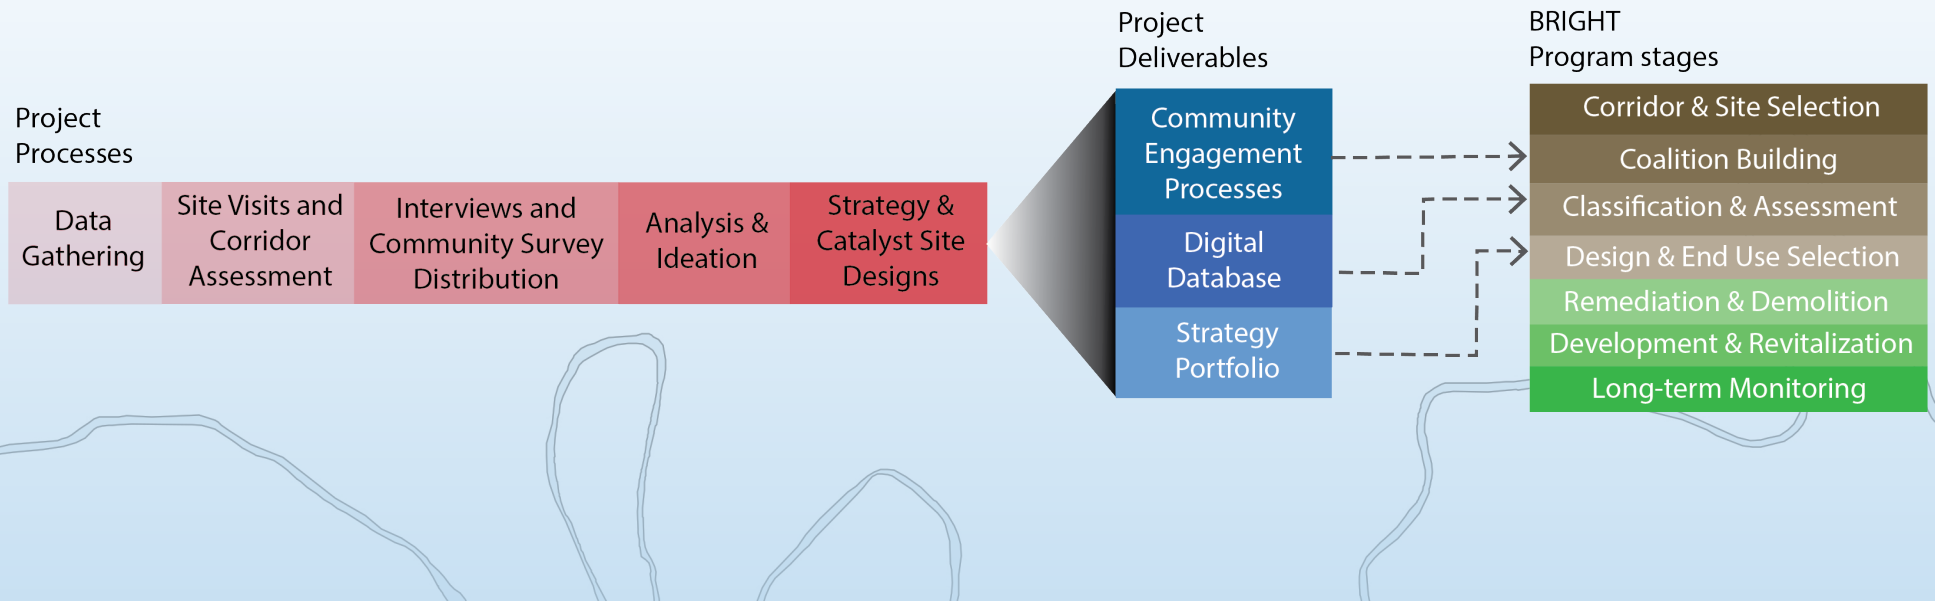 Project
Processes
Data
Gathering
Site Visits and
Corridor
Assessment
Interviews and
Community Survey
Distribution
Analysis &
Ideation
Strategy &
Catalyst Site
Designs
Project
Deliverables
Community
Engagement
Processes
Digital
Database
Strategy
Portfolio
BRIGHT
Program stages
Corridor & Site Selection
Coalition Building
Classification & Assessment
Design & End Use Selection
Remediation & Demolition
Development & Revitalization
Long-term Monitoring